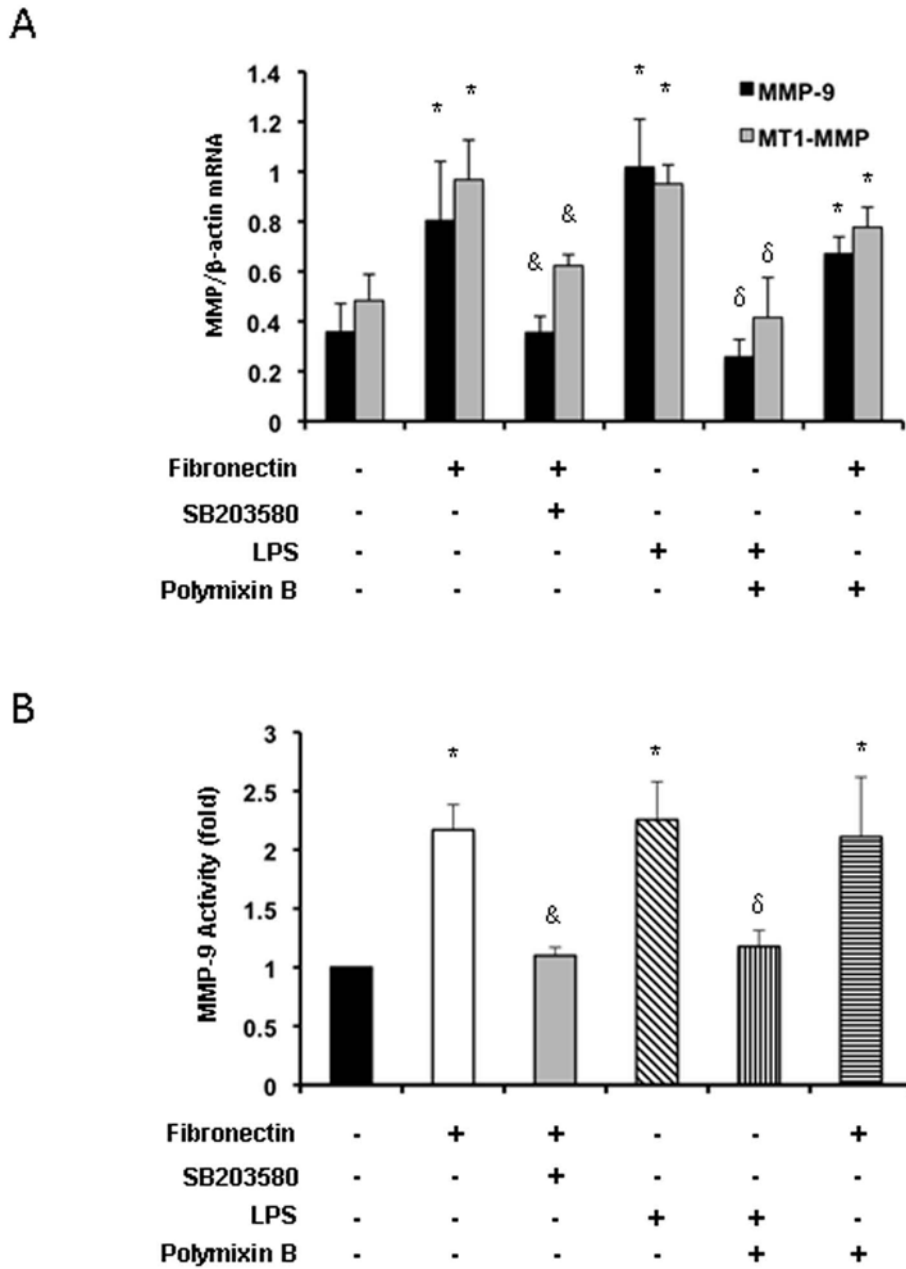 A
1.4
1.2
1
0.8
0.6
0.4
0.2
0
MMP/β-actin mRNA
* * & & * * δ δ * *
MMP-9
MT1-MMP
Fibronectin - + + - - +
SB203580 - - + - - -
LPS - - - + + -
Polymixin B - - - - + +
B
3
2.5
2
1.5
1
0.5
0
MMP-9 Activity (fold)
* & * δ *
Fibronectin - + + - - +
SB203580 - - + - - -
LPS - - - + + -
Polymixin B - - - - + +